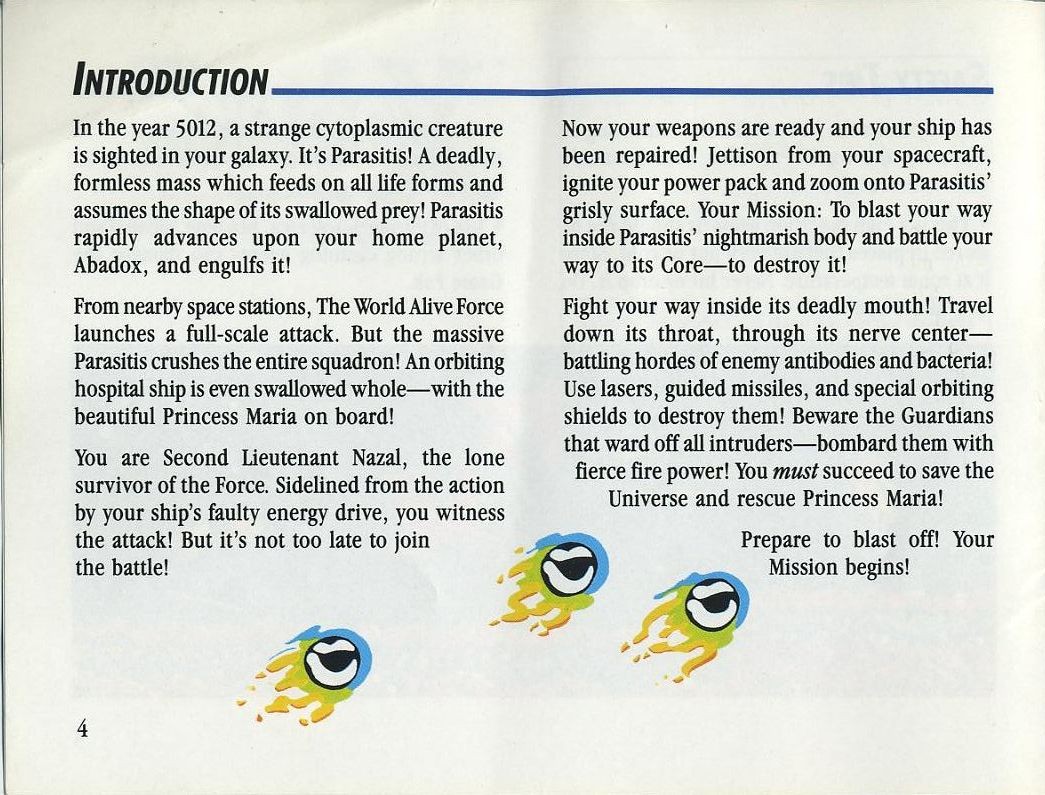 INTRODUCTION
In the year 5012, a strange cytoplasmic creature
is sighted in your galaxy. It's Parasitis! A deadly,
formless mass which feeds on all life forms and
assumes the shape of its swallowed prey! Parasitis
rapidly advances upon your home planet,
Abadox, and engulfs it!
From nearby space stations, The World Alive Force
launches a full-scale attack. But the massive
Parasitis crushes the entire squadron! An orbiting
hospital ship is even swallowed whole—with the
beautiful Princess Maria on board!
You are Second Lieutenant Nazal, the lone
survivor of the Force. Sidelined from the action
by your ship's faulty energy drive, you witness
the attack! But it's not too late to join
the battle!
Now your weapons are ready and your ship has
been repaired! Jettison from your spacecraft,
ignite your power pack and zoom onto Parasitis'
grisly surface. Your Mission: To blast your way
inside Parasitis' nightmarish body and battle your
way to its Core—to destroy it!
Fight your way inside its deadly mouth! Travel
down its throat, through its nerve center—
battling hordes of enemy antibodies and bacteria!
Use lasers, guided missiles, and special orbiting
shields to destroy them! Beware the Guardians
that ward off all intruders—bombard them with
fierce fire power! You must succeed to save the
Universe and rescue Princess Maria!
Prepare to blast off! Your
Mission begins!
4